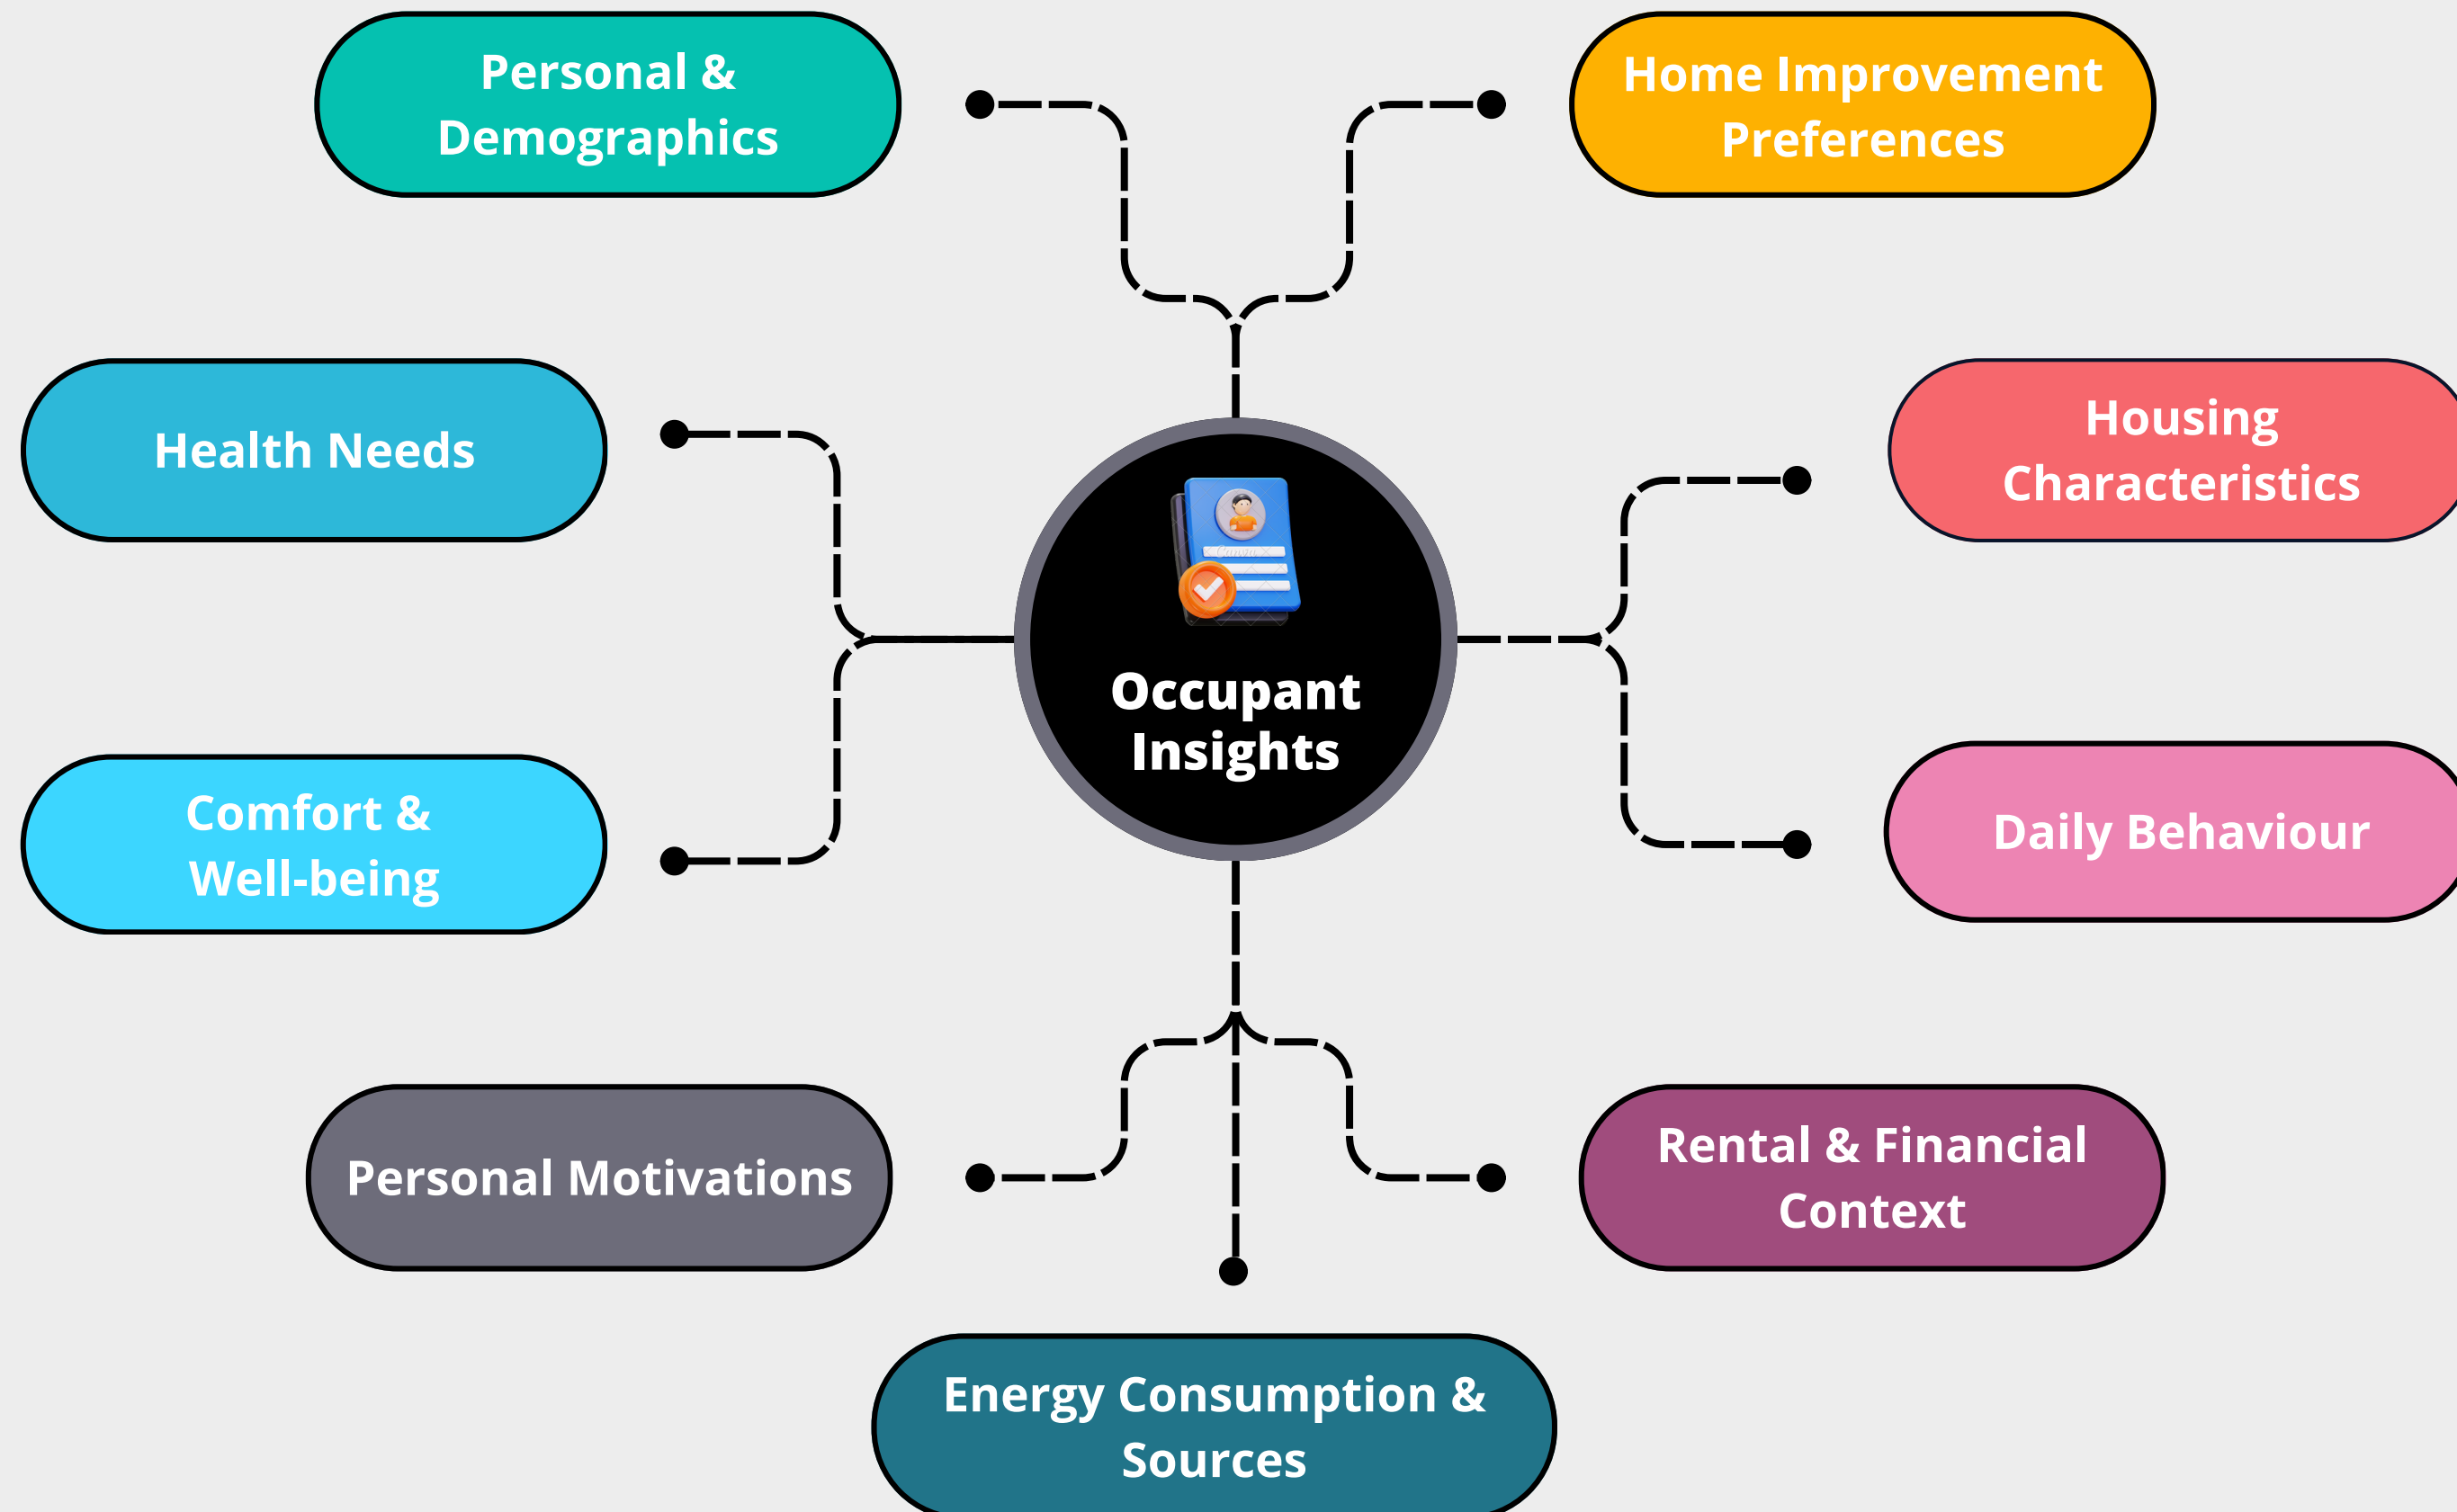 Personal &
Demographics
Home Improvement
Preferences
Health Needs
Housing
Characteristics
Canva
Occupant
Insights
Comfort &
Well-being
Daily Behaviour
Personal Motivations
Rental & Financial
Context
Energy Consumption &
Sources